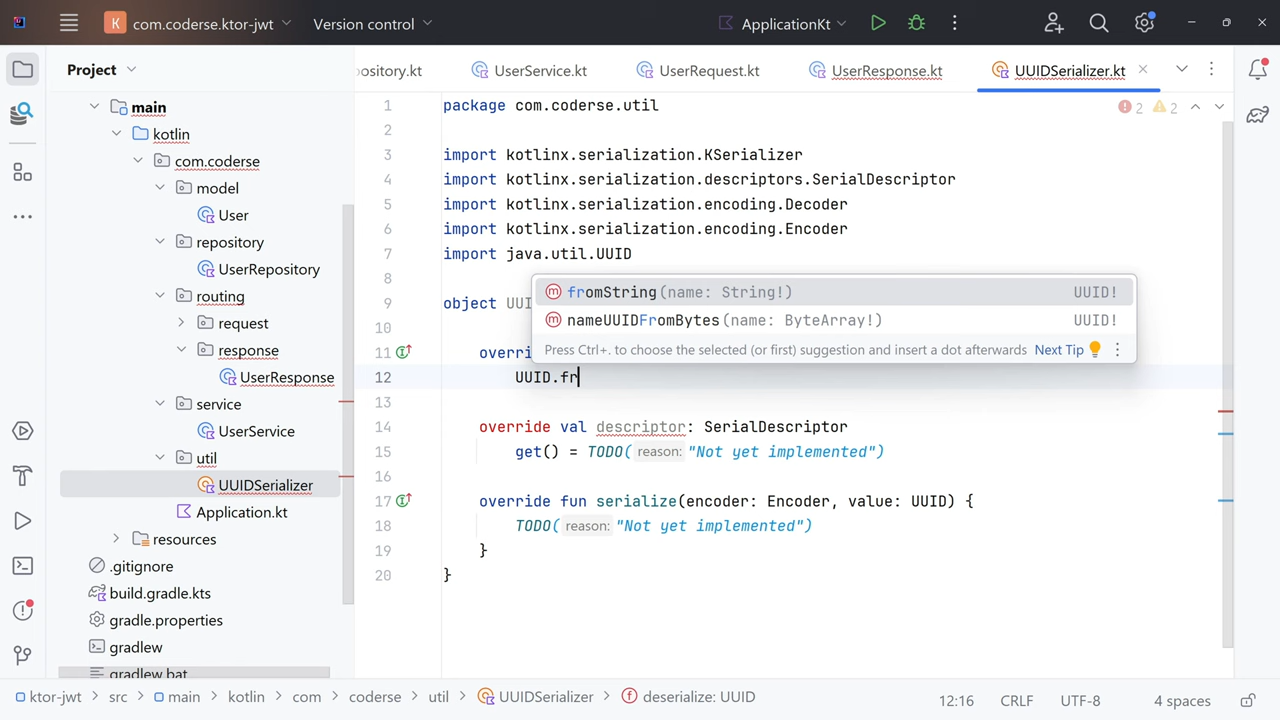 K com.coderse.ktor-jwt Version control ApplicationKt
Project
ository.kt UserService.kt UserRequest.kt UserResponse.kt UUIDSerializer.kt
main
kotlin
com.coderse
model
User
repository
UserRepository
routing
request
response
UserResponse
service
UserService
util
UUIDSerializer
Application.kt
resources
.gitignore
build.gradle.kts
gradle.properties
gradlew
gradlew.bat
2 2
1 package com.coderse.util
2
3 import kotlinx.serialization.KSerializer
4 import kotlinx.serialization.descriptors.SerialDescriptor
5 import kotlinx.serialization.encoding.Decoder
6 import kotlinx.serialization.encoding.Encoder
7 import java.util.UUID
8
9 object UUI
10
11 overri
12 UUID.fr
13
14 override val descriptor: SerialDescriptor
15 get() = TODO( reason: "Not yet implemented")
16
17 override fun serialize(encoder: Encoder, value: UUID) {
18 TODO( reason: "Not yet implemented")
19 }
20 }
fromString(name: String!) UUID!
nameUUIDFromBytes(name: ByteArray!) UUID!
Press Ctrl+. to choose the selected (or first) suggestion and insert a dot afterwards Next Tip
ktor-jwt > src > main > kotlin > com > coderse > util > UUIDSerializer > deserialize: UUID
12:16 CRLF UTF-8 4 spaces